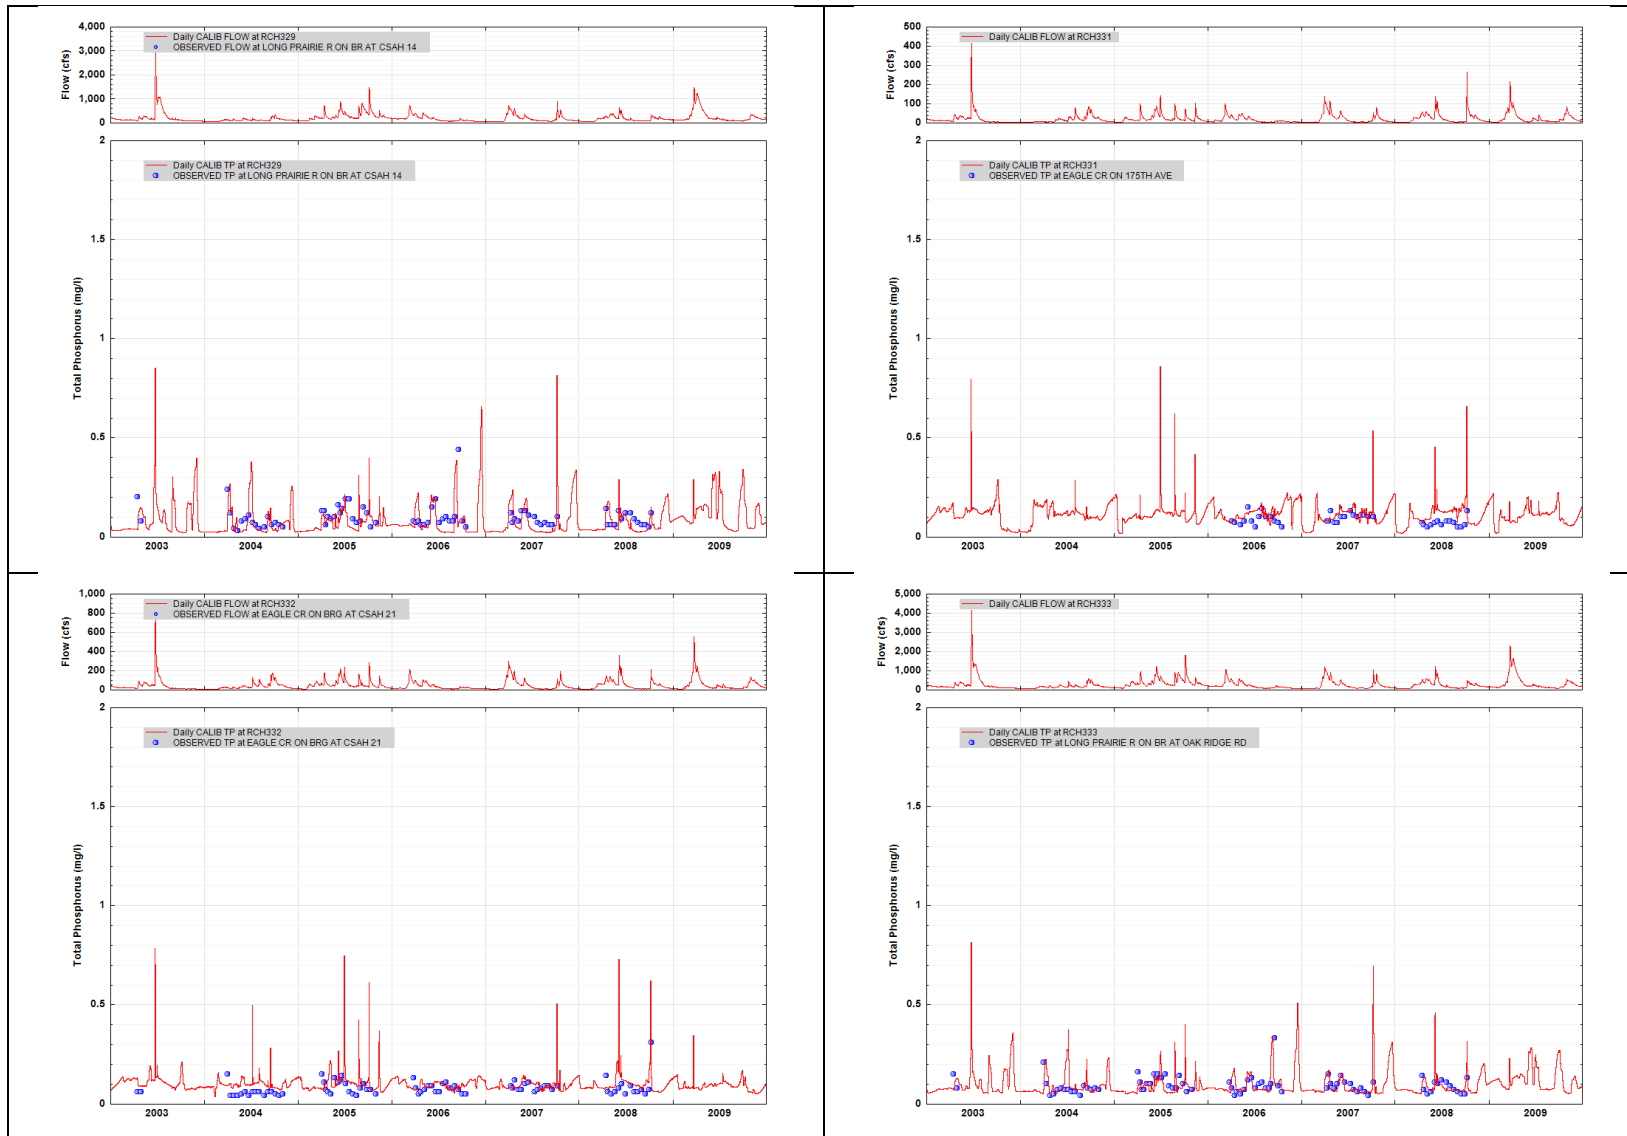 4,000
3,000
2,000
1,000
0
Flow (cfs)
Daily CALIB FLOW at RCH329
OBSERVED FLOW at LONG PRAIRIE R ON BR AT CSAH 14
2
1.5
1
0.5
0
Total Phosphorus (mg/l)
Daily CALIB TP at RCH329
OBSERVED TP at LONG PRAIRIE R ON BR AT CSAH 14
2003 2004 2005 2006 2007 2008 2009
500
400
300
200
100
0
Flow (cfs)
Daily CALIB FLOW at RCH331
2
1.5
1
0.5
0
Total Phosphorus (mg/l)
Daily CALIB TP at RCH331
OBSERVED TP at EAGLE CR ON 175TH AVE
2003 2004 2005 2006 2007 2008 2009
1,000
800
600
400
200
0
Flow (cfs)
Daily CALIB FLOW at RCH332
OBSERVED FLOW at EAGLE CR ON BRG AT CSAH 21
2
1.5
1
0.5
0
Total Phosphorus (mg/l)
Daily CALIB TP at RCH332
OBSERVED TP at EAGLE CR ON BRG AT CSAH 21
2003 2004 2005 2006 2007 2008 2009
5,000
4,000
3,000
2,000
1,000
0
Flow (cfs)
Daily CALIB FLOW at RCH333
2
1.5
1
0.5
0
Total Phosphorus (mg/l)
Daily CALIB TP at RCH333
OBSERVED TP at LONG PRAIRIE R ON BR AT OAK RIDGE RD
2003 2004 2005 2006 2007 2008 2009